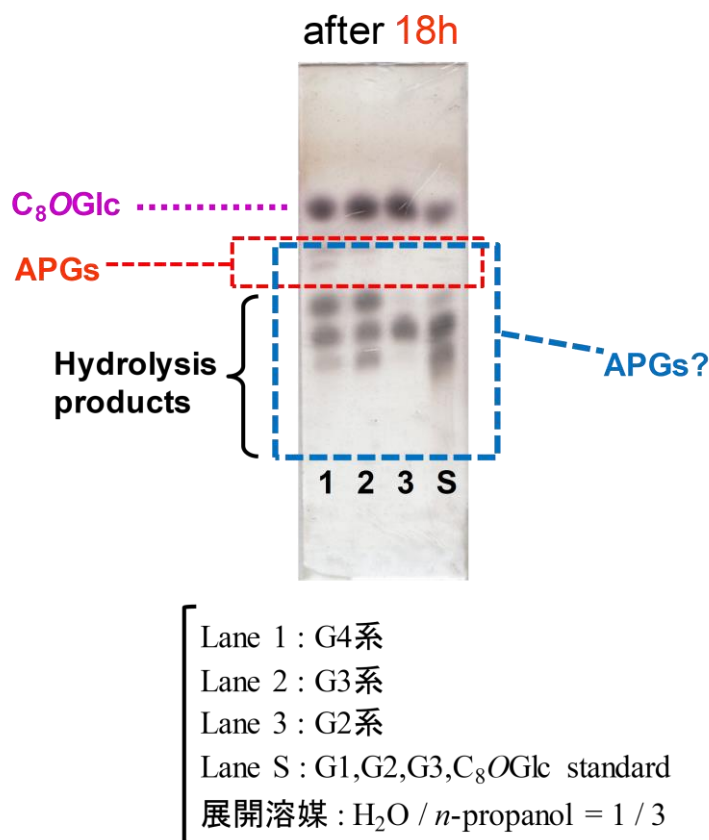 after 18h
C₈OGlc
APGs
Hydrolysis
products
APGs?
1 2 3 S
Lane 1 : G4系
Lane 2 : G3系
Lane 3 : G2系
Lane S : G1,G2,G3,C₈OGlc standard
展開溶媒 : H₂O / n-propanol = 1 / 3